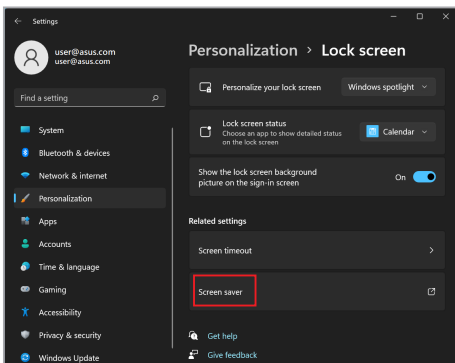 Settings
user@asus.com
user@asus.com
Find a setting
System
Bluetooth & devices
Network & internet
Personalization
Apps
Accounts
Time & language
Gaming
Accessibility
Privacy & security
Windows Update
Personalization > Lock screen
Personalize your lock screen
Windows spotlight
Lock screen status
Choose an app to show detailed status
on the lock screen
Calendar
Show the lock screen background
picture on the sign-in screen
On
Related settings
Screen timeout
Screen saver
Get help
Give feedback